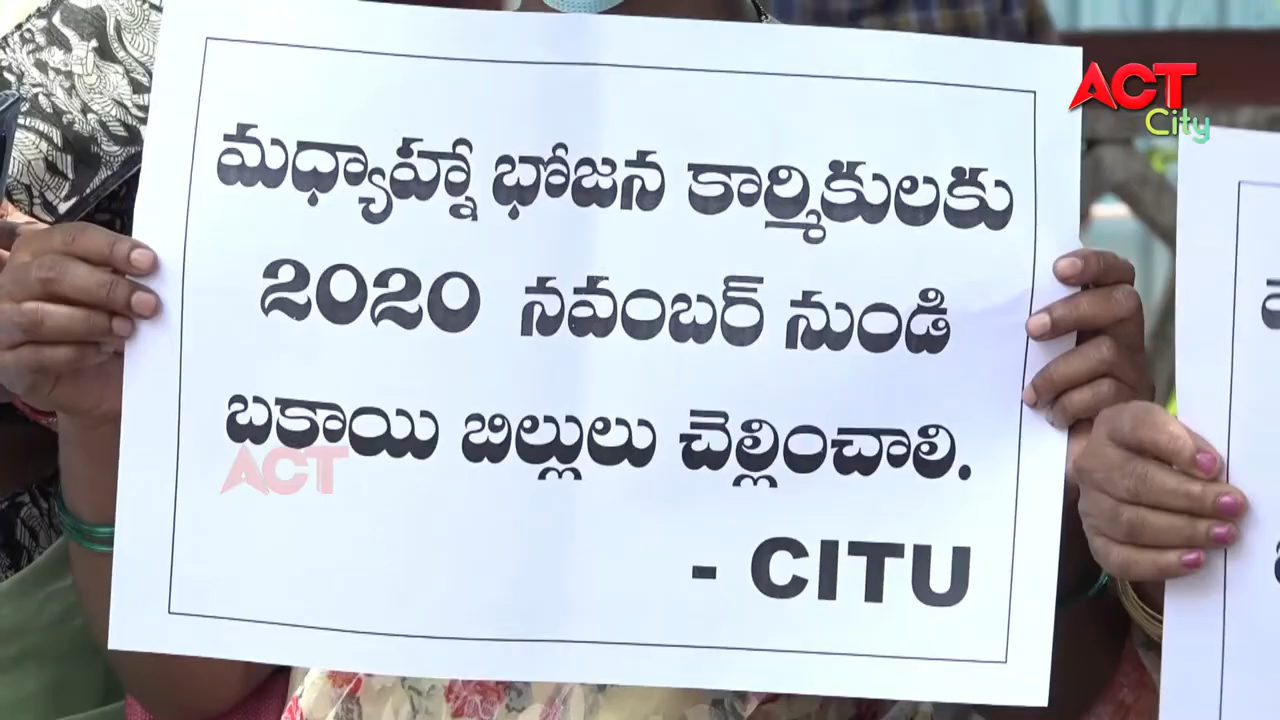 మధ్యాహ్నా భోజన కార్మికులకు
2020 నవంబర్ నుండి
బకాయి బిల్లులు చెల్లించాలి.
- CITU
ACT
City
ACT